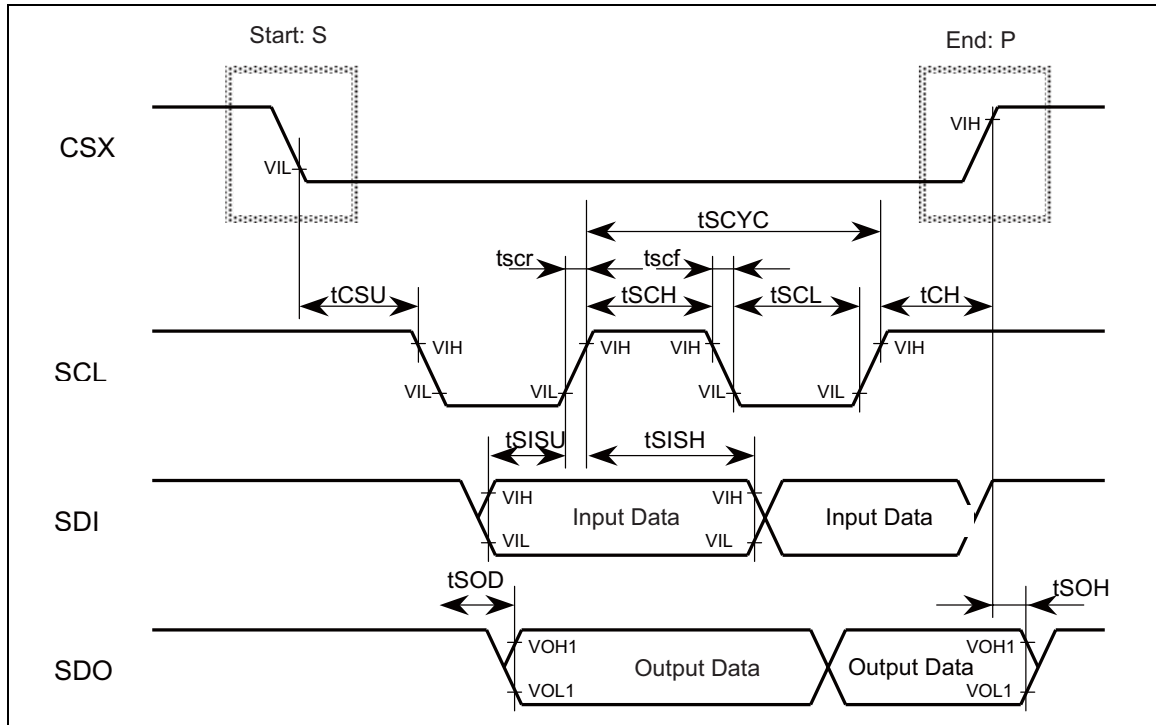 Start: S
End: P
CSX
VIL
VIH
tSCYC
tscr
tscf
tCSU
tSCH
tSCL
tCH
SCL
VIH
VIL
VIL
VIH
VIH
VIL
VIL
VIH
tSISU
tSISH
SDI
VIH
VIL
Input Data
VIH
VIL
Input Data
tSOD
tSOH
SDO
VOH1
VOL1
Output Data
Output Data
VOH1
VOL1